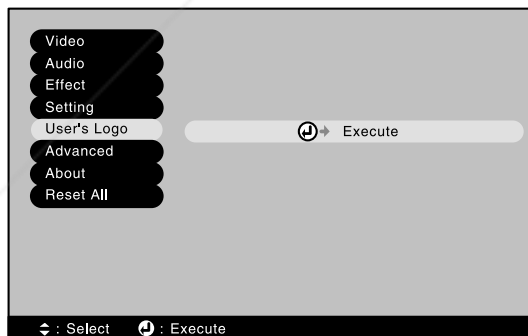 Video
Audio
Effect
Setting
User's Logo
Execute
Advanced
About
Reset All
: Select : Execute